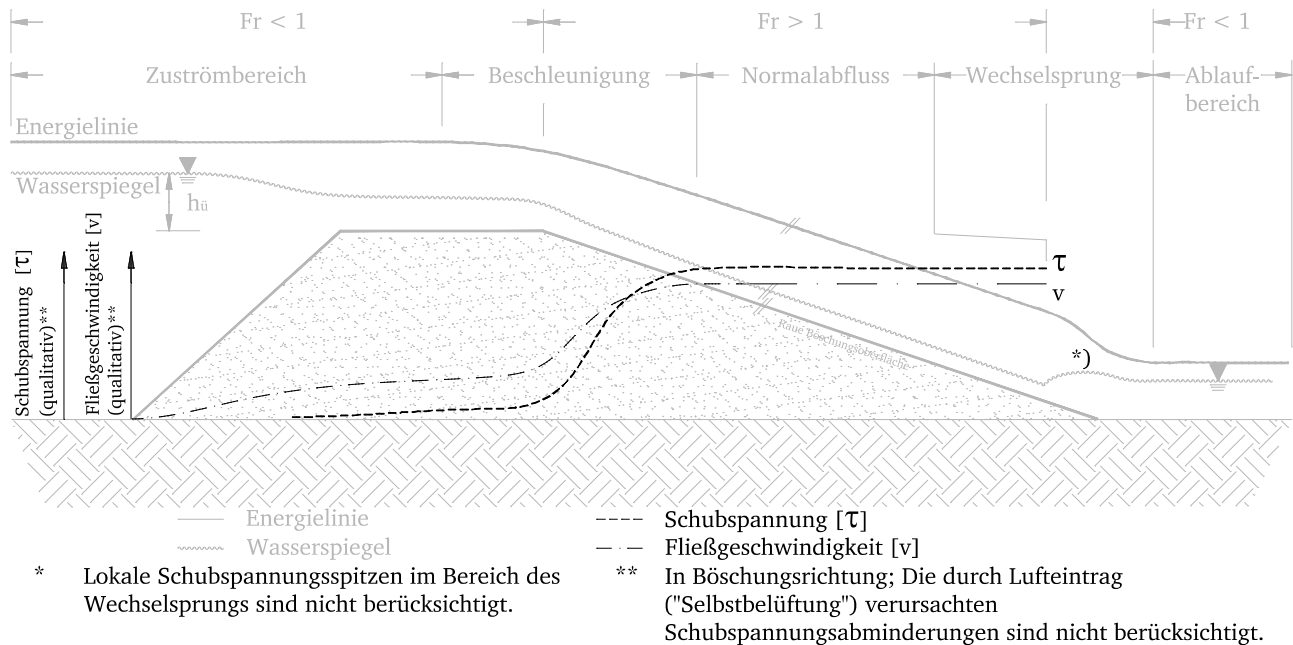 Fr < 1
Fr > 1
Fr < 1
Zuströmbereich
Beschleunigung
Normalabfluss
Wechselsprung
Ablauf-
bereich
Energielinie
Wasserspiegel
hü
Schubspannung [τ]
(qualitativ)**
Fließgeschwindigkeit [v]
(qualitativ)**
τ
v
Raue Böschungsoberfläche
*)
Energielinie
Wasserspiegel
Schubspannung [τ]
Fließgeschwindigkeit [v]
* Lokale Schubspannungsspitzen im Bereich des
Wechselsprungs sind nicht berücksichtigt.
** In Böschungsrichtung; Die durch Lufteintrag
("Selbstbelüftung") verursachten
Schubspannungsabminderungen sind nicht berücksichtigt.